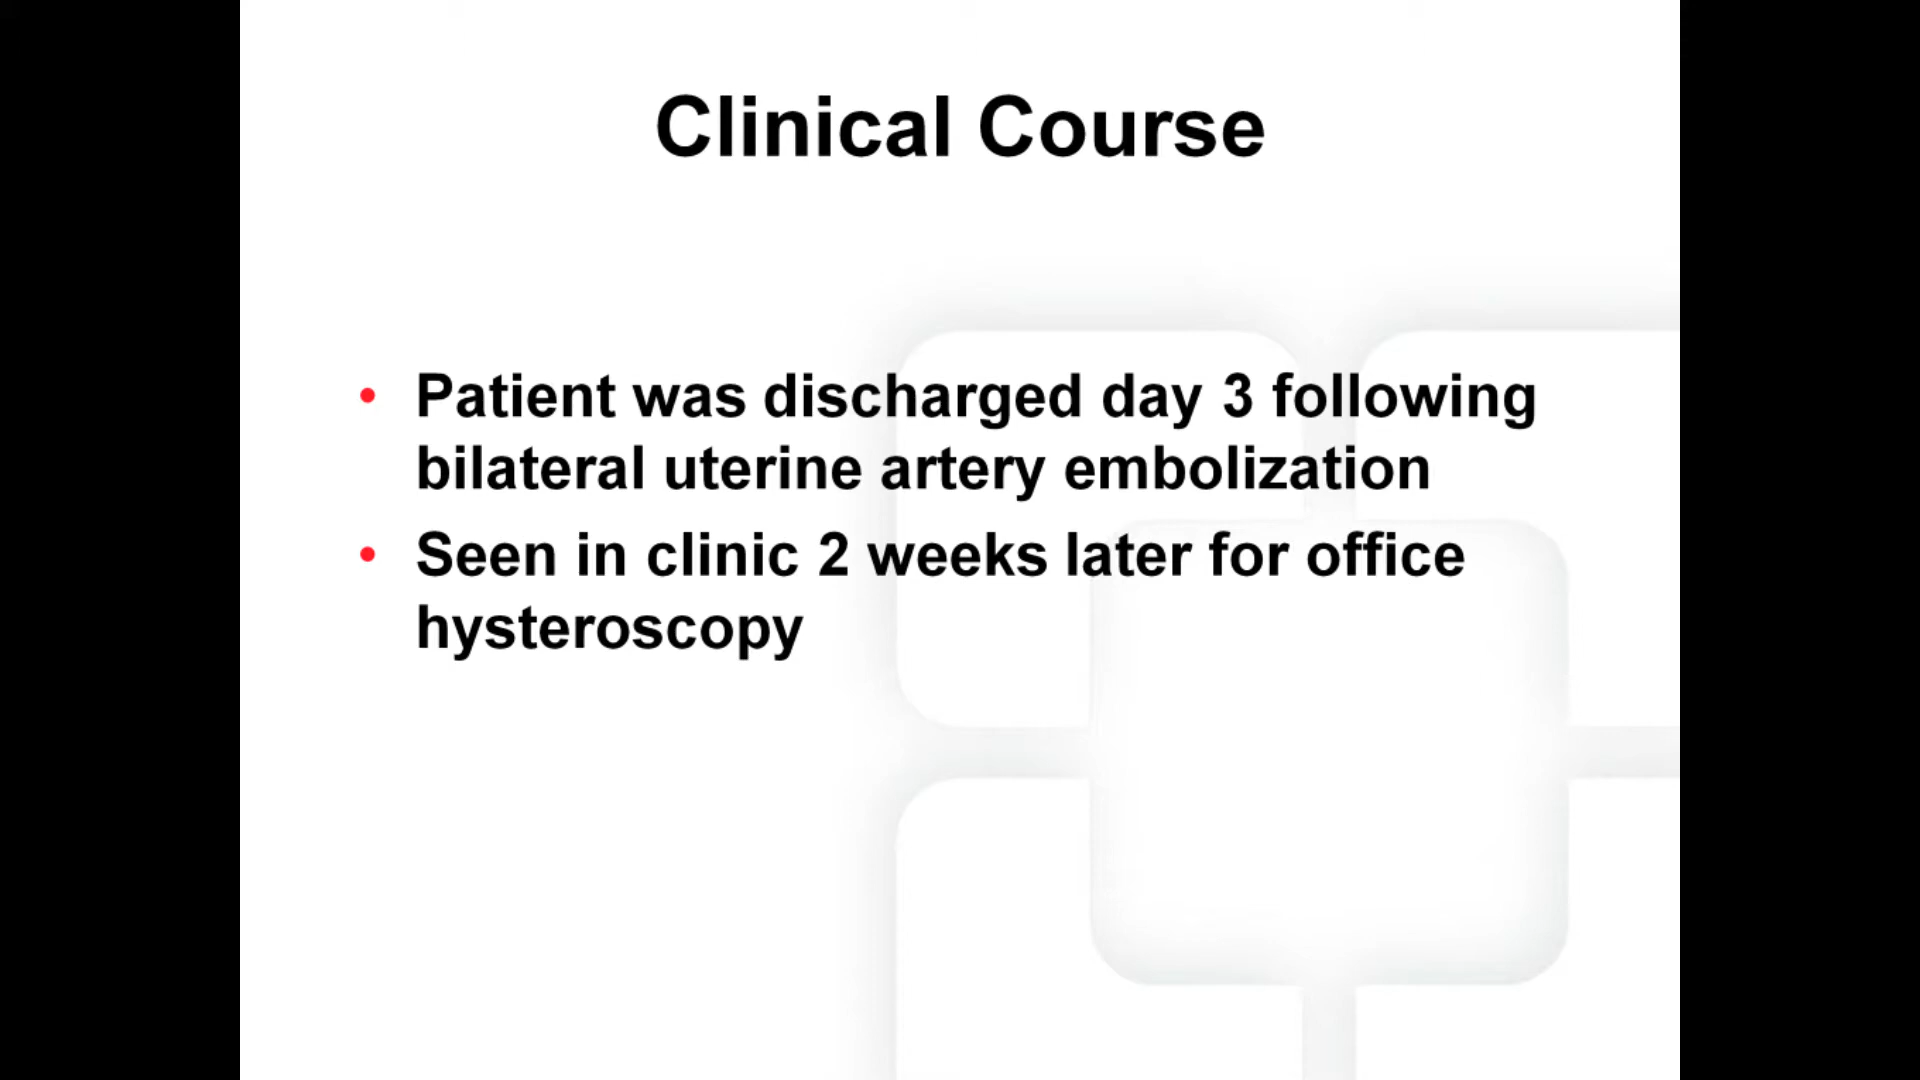 Clinical Course
• Patient was discharged day 3 following
bilateral uterine artery embolization
• Seen in clinic 2 weeks later for office
hysteroscopy